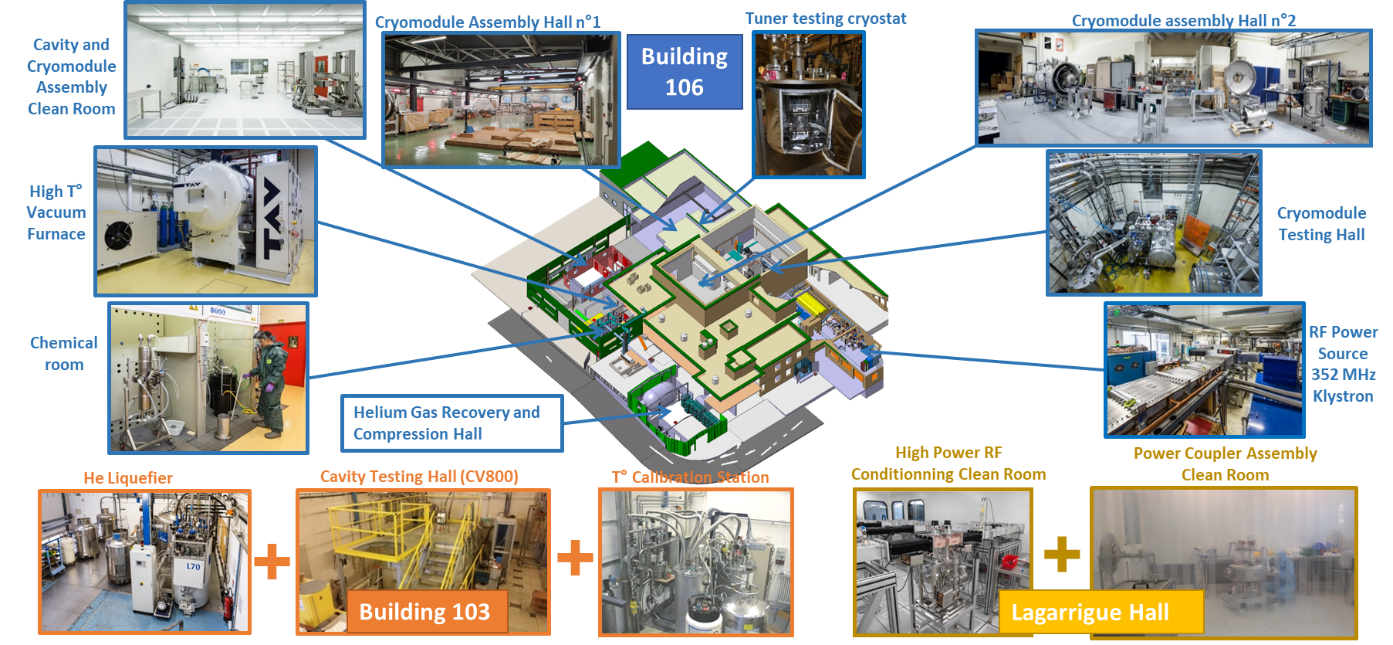 Cavity and
Cryomodule
Assembly
Clean Room
Cryomodule Assembly Hall n°1
Building
106
Tuner testing cryostat
Cryomodule assembly Hall n°2
High T°
Vacuum
Furnace
TAV
TAV
Cryomodule
Testing Hall
Chemical
room
RF Power
Source
352 MHz
Klystron
Helium Gas Recovery and
Compression Hall
He Liquefier
Cavity Testing Hall (CV800)
T° Calibration Station
High Power RF
Conditionning Clean Room
Power Coupler Assembly
Clean Room
L70
+
+
+
Building 103
Lagarrigue Hall